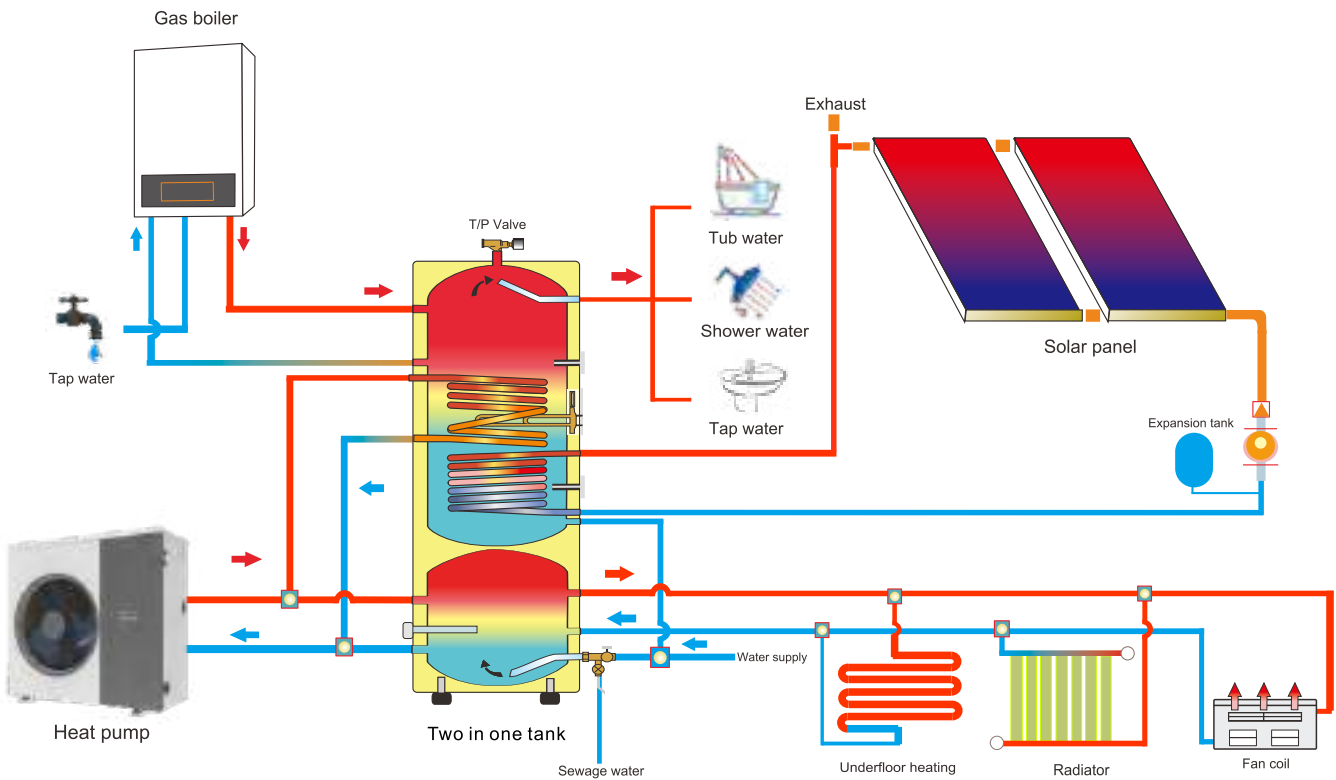 Gas boiler
Exhaust
T/P Valve
Tub water
Shower water
Solar panel
Tap water
Tap water
Expansion tank
Water supply
Heat pump
Two in one tank
Sewage water
Underfloor heating
Radiator
Fan coil